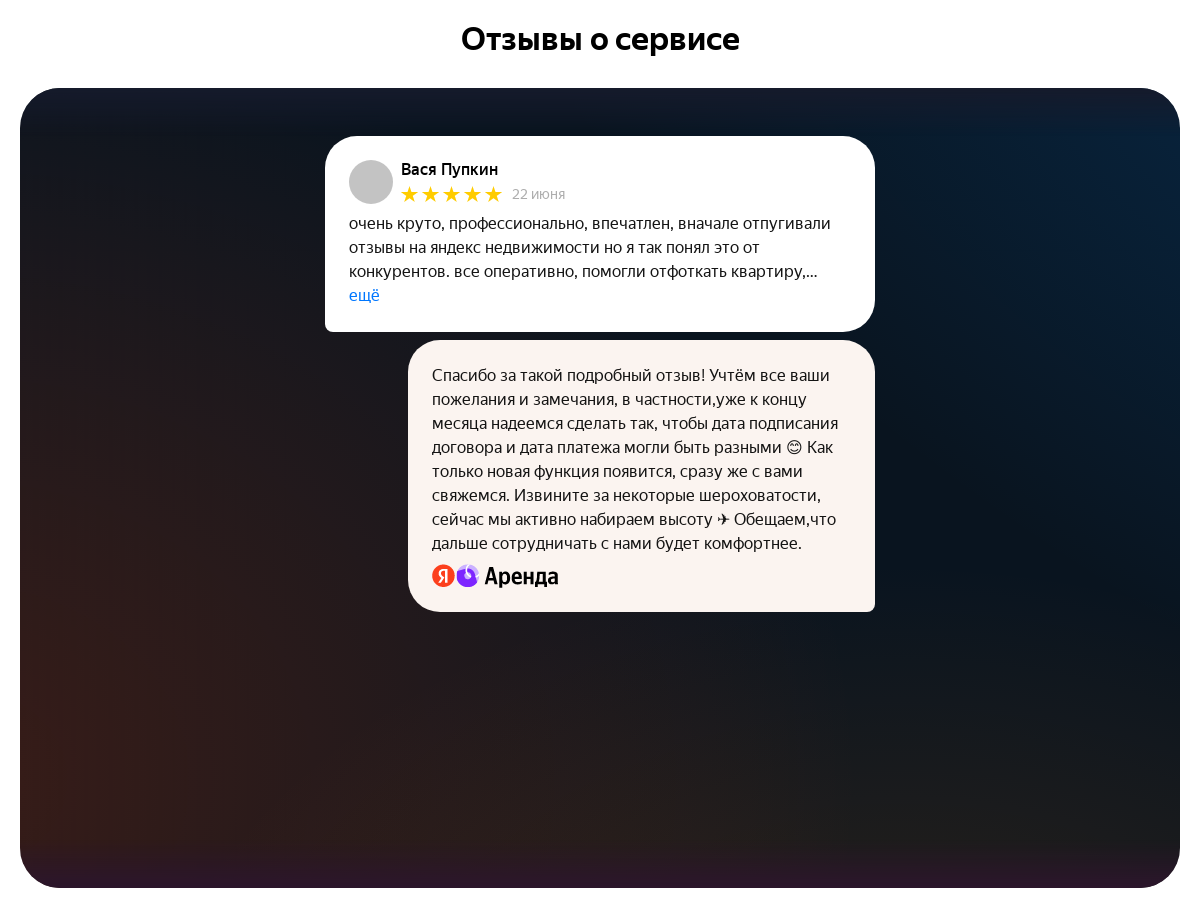 Отзывы о сервисе
Вася Пупкин
22 июня
очень круто, профессионально, впечатлен, вначале отпугивали
отзывы на яндекс недвижимости но я так понял это от
конкурентов. все оперативно, помогли отфоткать квартиру,...
ещё
Спасибо за такой подробный отзыв! Учтём все ваши
пожелания и замечания, в частности,уже к концу
месяца надеемся сделать так, чтобы дата подписания
договора и дата платежа могли быть разными 😊 Как
только новая функция появится, сразу же с вами
свяжемся. Извините за некоторые шероховатости,
сейчас мы активно набираем высоту ✈ Обещаем,что
дальше сотрудничать с нами будет комфортнее.
Я Аренда